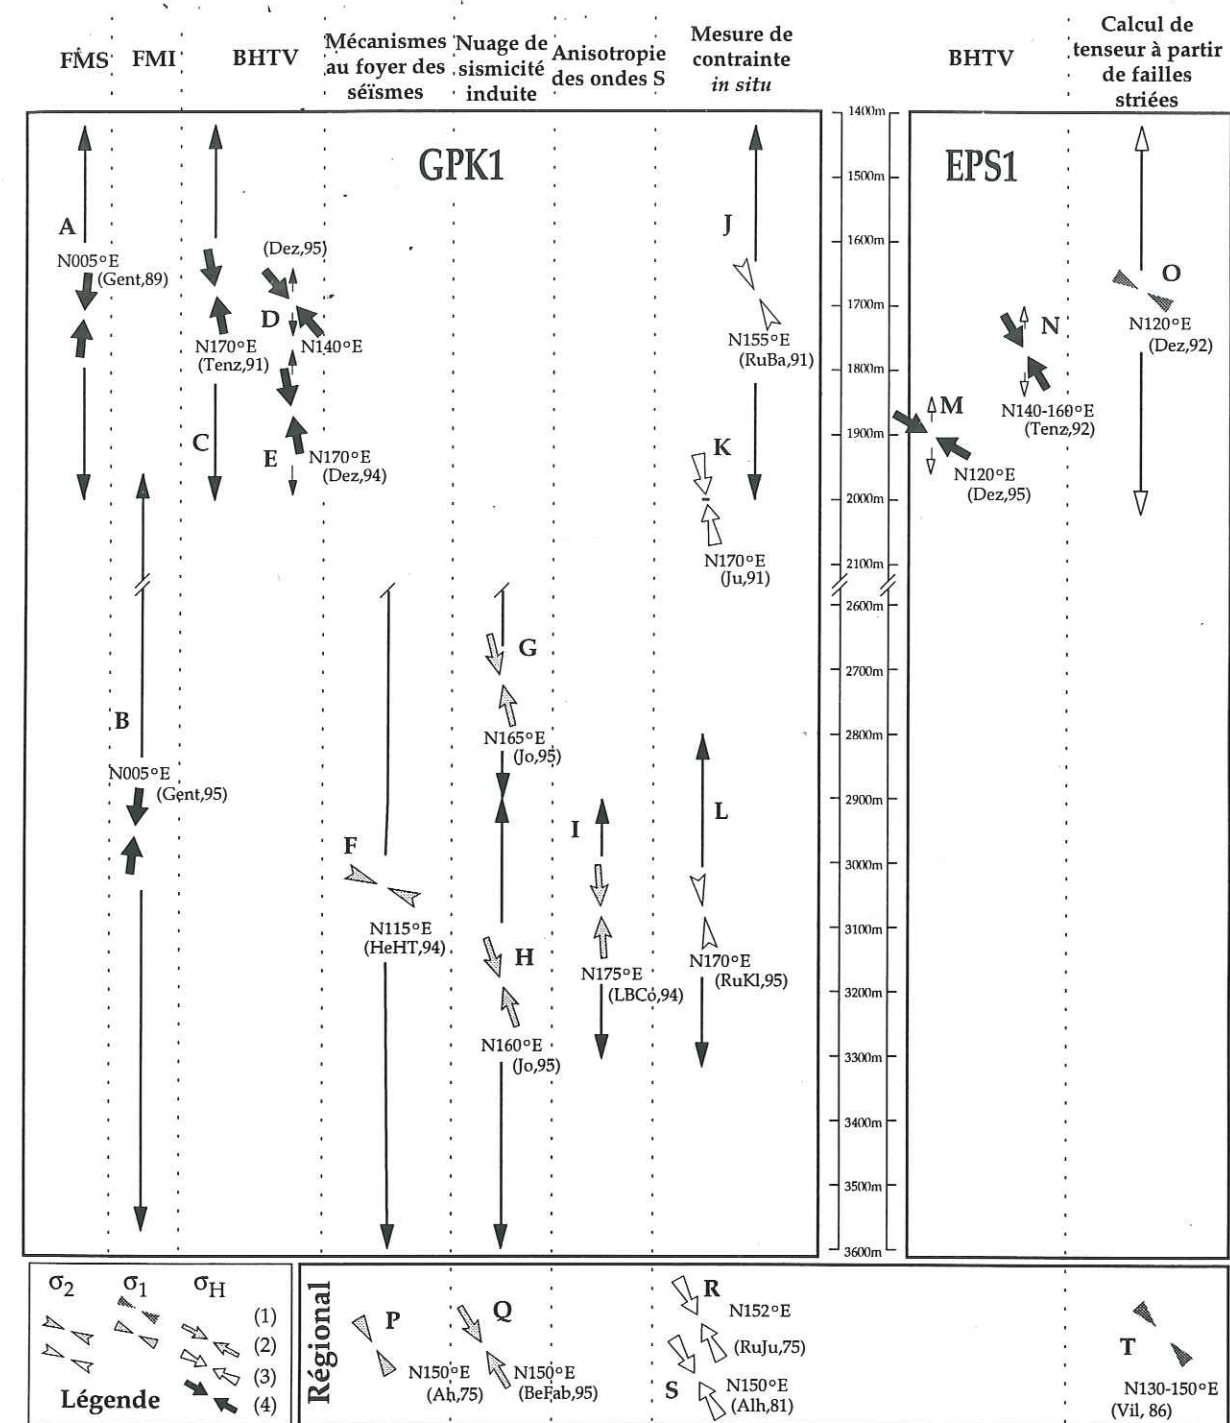 FMS
FMI
BHTV
Mécanismes
au foyer des
séïsmes
Nuage de
sismicité
induite
Anisotropie
des ondes S
Mesure de
contrainte
in situ
BHTV
Calcul de
tenseur à partir
de failles
striées
GPK1
EPS1
A
N005°E
(Gent,89)
B
N005°E
(Gent,95)
C
N170°E
(Tenz,91)
(Dez,95)
D
N140°E
E
N170°E
(Dez,94)
F
N115°E
(HeHT,94)
G
N165°E
(Jo,95)
H
N160°E
(Jo,95)
I
N175°E
(LBCo,94)
J
N155°E
(RuBa,91)
K
N170°E
(Ju,91)
L
N170°E
(RuKl,95)
1400m
1500m
1600m
1700m
1800m
1900m
2000m
2100m
2600m
2700m
2800m
2900m
3000m
3100m
3200m
3300m
3400m
3500m
3600m
M
N120°E
(Dez,95)
N
N140-160°E
(Tenz,92)
O
N120°E
(Dez,92)
σ2
σ1
σH
(1)
(2)
(3)
(4)
Légende
Régional
P
N150°E
(Ah,75)
Q
N150°E
(BeFab,95)
R
N152°E
(RuJu,75)
S
N150°E
(Alh,81)
T
N130-150°E
(Vil, 86)